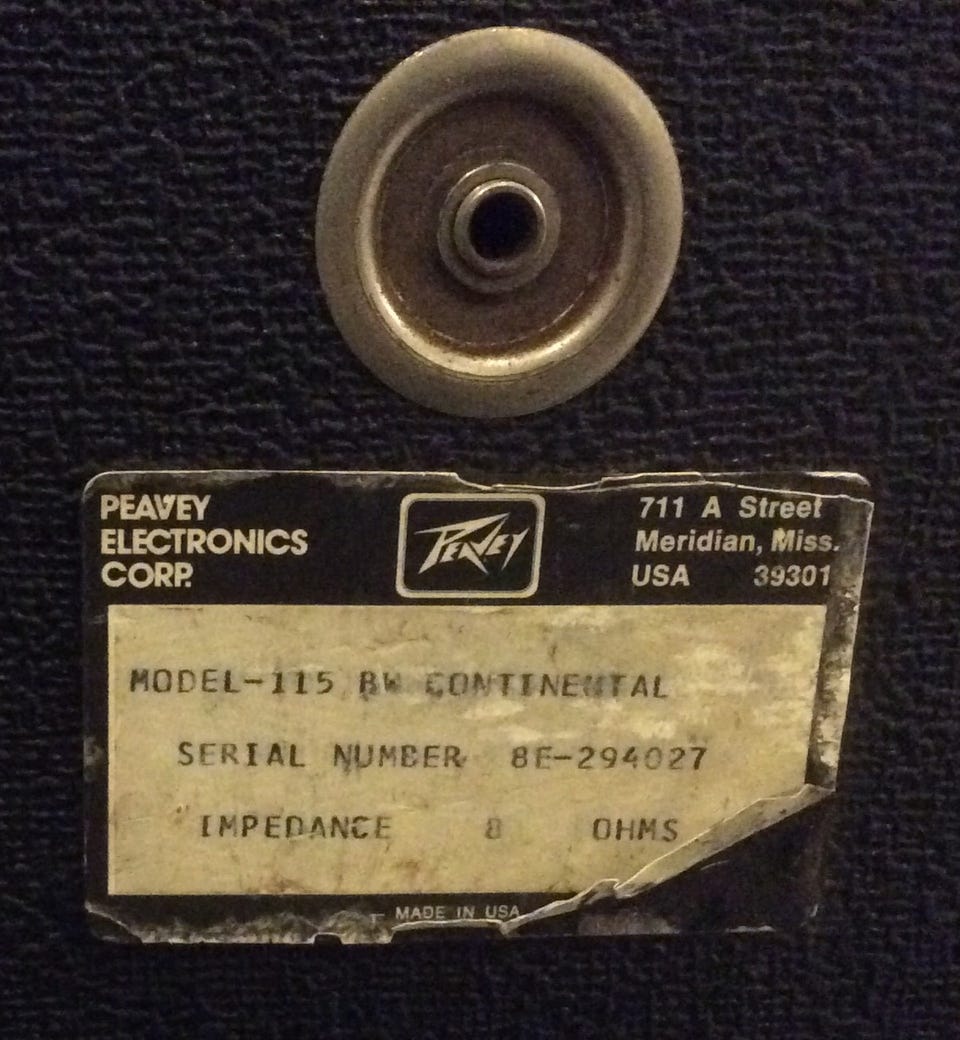 PEAVEY
ELECTRONICS
CORP.
PEAVEY
711 A Street
Meridian, Miss.
USA 39301
MODEL-115 BW CONTINENTAL
SERIAL NUMBER 8E-294027
IMPEDANCE 8 OHMS
MADE IN USA